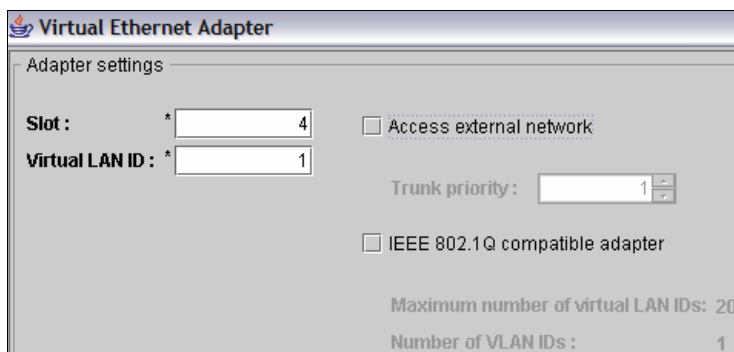 Virtual Ethernet Adapter
Adapter settings
Slot : * 4
Access external network
Virtual LAN ID : * 1
Trunk priority : 1
IEEE 802.1Q compatible adapter
Maximum number of virtual LAN IDs: 20
Number of VLAN IDs : 1